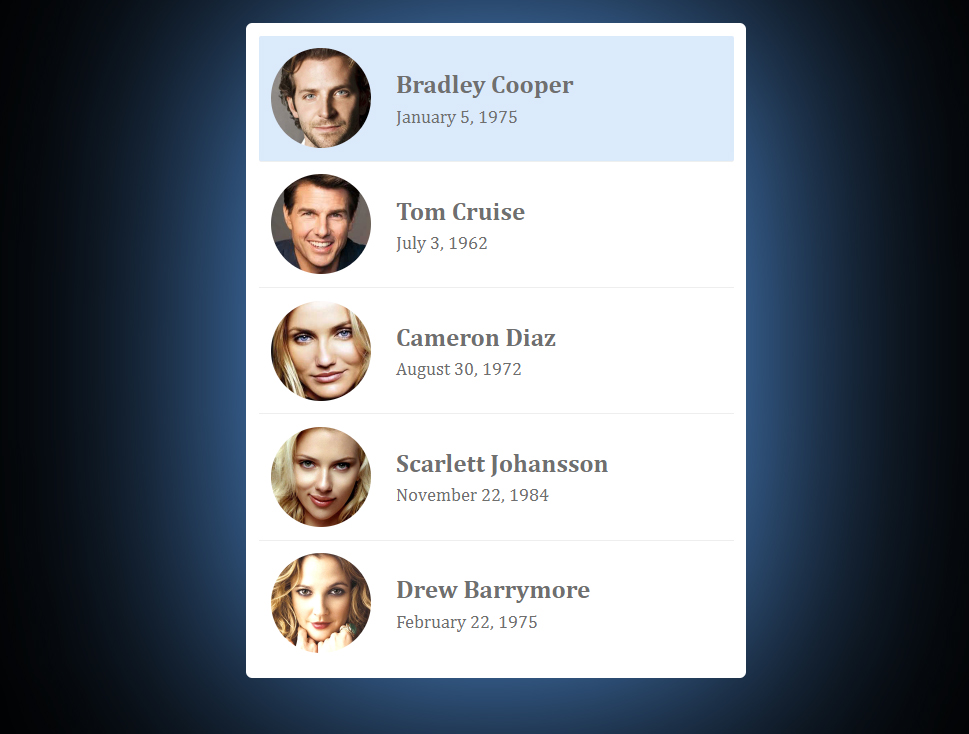 Bradley Cooper
January 5, 1975
Tom Cruise
July 3, 1962
Cameron Diaz
August 30, 1972
Scarlett Johansson
November 22, 1984
Drew Barrymore
February 22, 1975